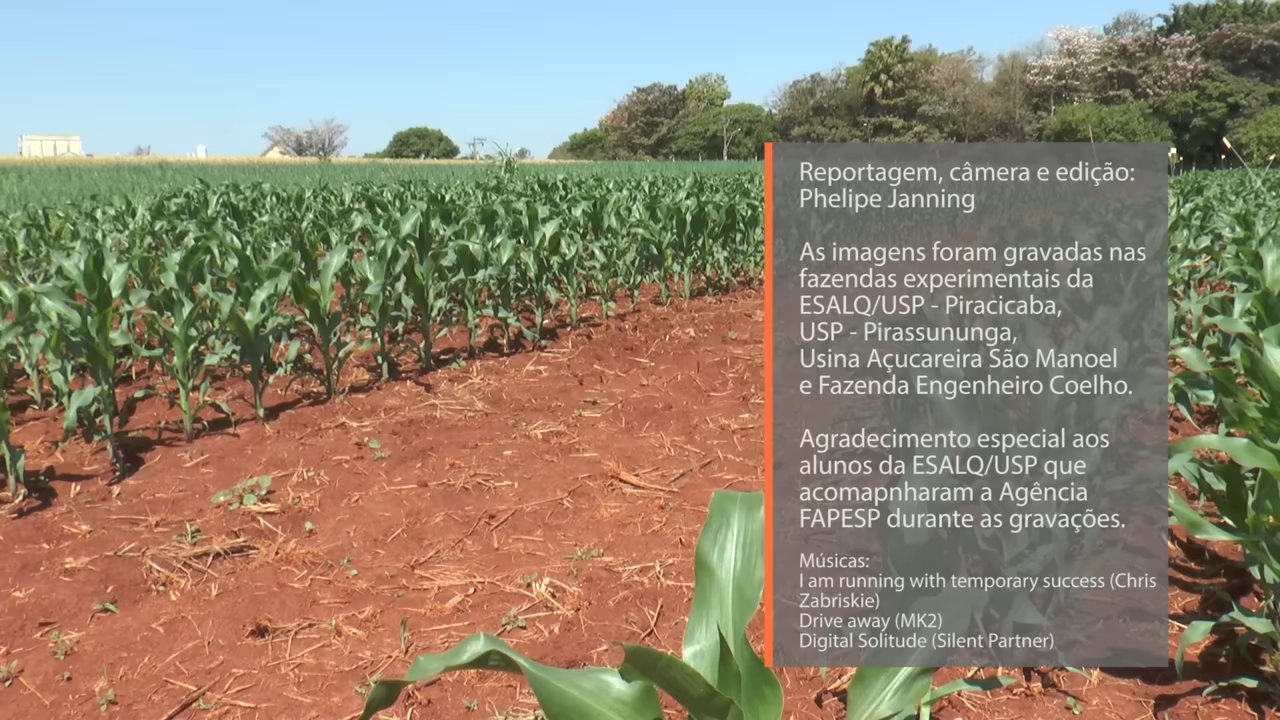 Reportagem, câmera e edição:
Phelipe Janning
As imagens foram gravadas nas
fazendas experimentais da
ESALQ/USP - Piracicaba,
USP - Pirassununga,
Usina Açucareira São Manoel
e Fazenda Engenheiro Coelho.
Agradecimento especial aos
alunos da ESALQ/USP que
acomapnharam a Agência
FAPESP durante as gravações.
Músicas:
I am running with temporary success (Chris
Zabriskie)
Drive away (MK2)
Digital Solitude (Silent Partner)